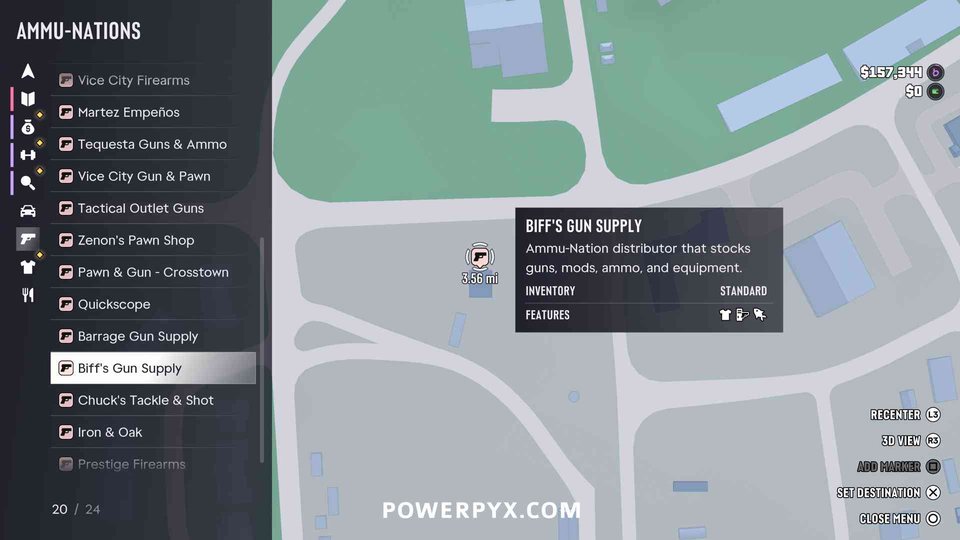 AMMU-NATIONS
Vice City Firearms
Martez Empeños
Tequesta Guns & Ammo
Vice City Gun & Pawn
Tactical Outlet Guns
Zenon's Pawn Shop
Pawn & Gun - Crosstown
Quickscope
Barrage Gun Supply
Biff's Gun Supply
Chuck's Tackle & Shot
Iron & Oak
Prestige Firearms
20 / 24
$157,344
$0
3.56 mi
BIFF'S GUN SUPPLY
Ammu-Nation distributor that stocks
guns, mods, ammo, and equipment.
INVENTORY STANDARD
FEATURES
RECENTER L3
3D VIEW R3
ADD MARKER
SET DESTINATION
CLOSE MENU
POWERPYX.COM